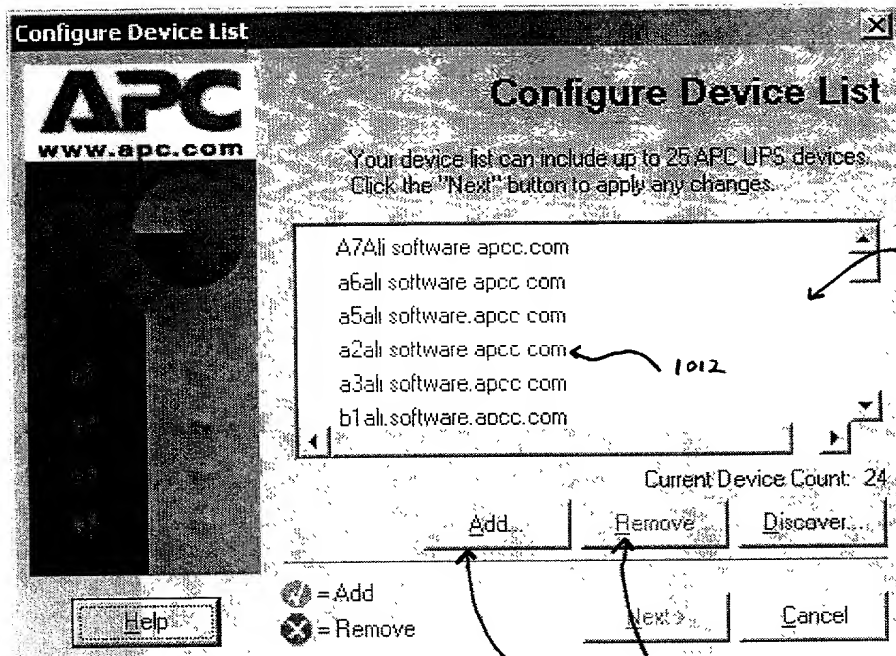 Configure Device List
APC
www.apc.com
Configure Device List
Your device list can include up to 25 APC UPS devices.
Click the "Next" button to apply any changes.
A7Ali software apcc.com
a6ali software apcc com
a5ali software.apcc com
a2ali software apcc com
1012
a3ali software.apcc com
b1ali.software.apcc.com
Current Device Count: 24
Add...
Remove
Discover...
= Add
= Remove
Help
Next >
Cancel